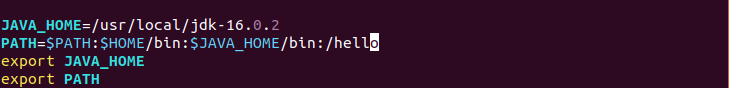 JAVA_HOME=/usr/local/jdk-16.0.2
PATH=$PATH:$HOME/bin:$JAVA_HOME/bin:/hello
export JAVA_HOME
export PATH